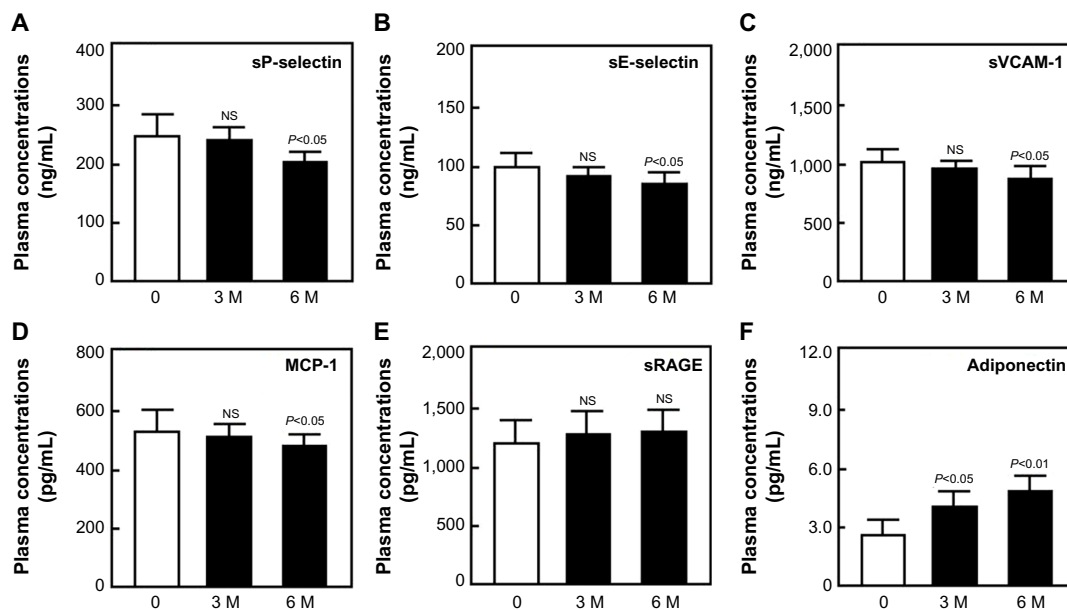 A
Plasma concentrations
(ng/mL)
400
300
200
100
0
sP-selectin
NS
P<0.05
0 3 M 6 M
B
Plasma concentrations
(ng/mL)
200
150
100
50
0
sE-selectin
NS
P<0.05
0 3 M 6 M
C
Plasma concentrations
(ng/mL)
2,000
1,500
1,000
500
0
sVCAM-1
NS
P<0.05
0 3 M 6 M
D
Plasma concentrations
(pg/mL)
800
600
400
200
0
MCP-1
NS
P<0.05
0 3 M 6 M
E
Plasma concentrations
(pg/mL)
2,000
1,500
1,000
500
0
sRAGE
NS
NS
0 3 M 6 M
F
Plasma concentrations
(pg/mL)
12.0
9.0
6.0
3.0
0
Adiponectin
P<0.05
P<0.01
0 3 M 6 M